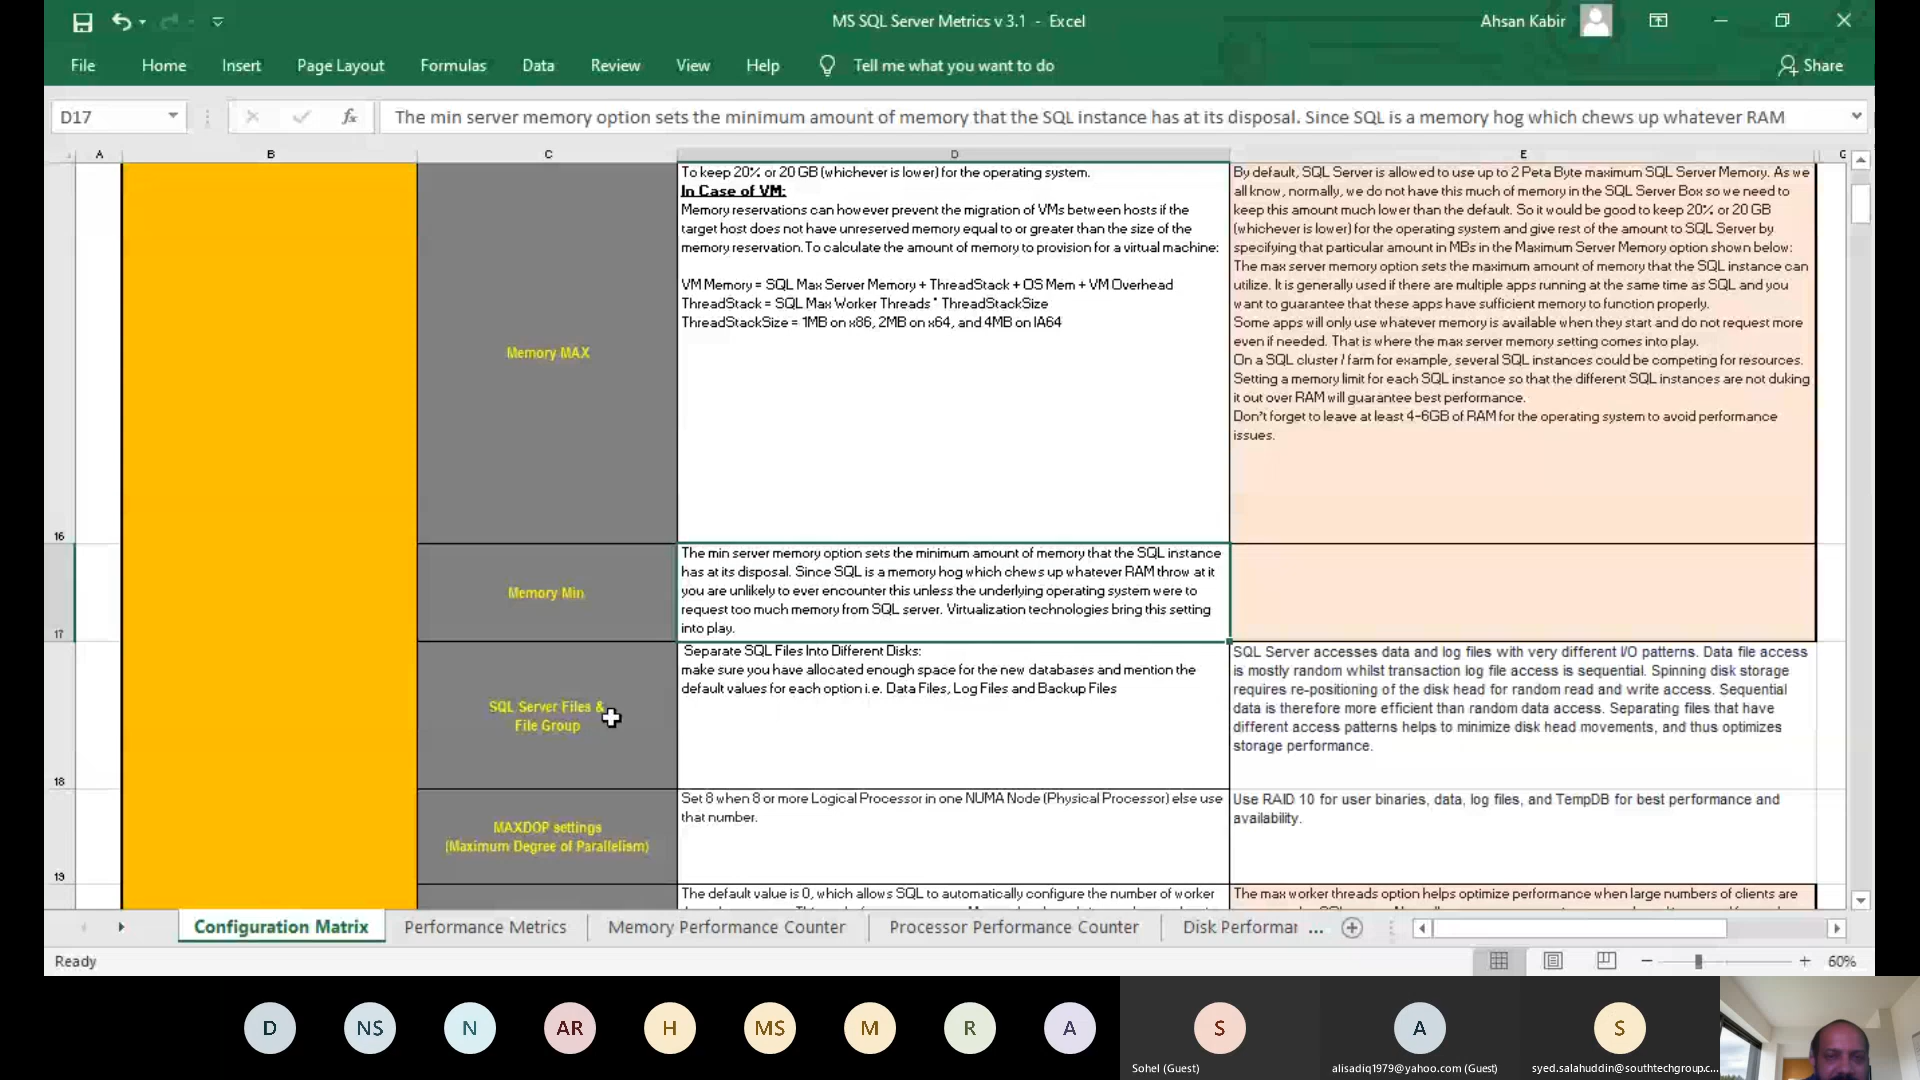 MS SQL Server Metrics v 3.1 - Excel
Ahsan Kabir
File Home Insert Page Layout Formulas Data Review View Help Tell me what you want to do Share
D17 fx The min server memory option sets the minimum amount of memory that the SQL instance has at its disposal. Since SQL is a memory hog which chews up whatever RAM
A B C D E G
16
Memory MAX
To keep 20% or 20 GB (whichever is lower) for the operating system.
In Case of VM:
Memory reservations can however prevent the migration of VMs between hosts if the
target host does not have unreserved memory equal to or greater than the size of the
memory reservation. To calculate the amount of memory to provision for a virtual machine:
VM Memory = SQL Max Server Memory + ThreadStack + OS Mem + VM Overhead
ThreadStack = SQL Max Worker Threads * ThreadStackSize
ThreadStackSize = 1MB on x86, 2MB on x64, and 4MB on IA64
By default, SQL Server is allowed to use up to 2 Peta Byte maximum SQL Server Memory. As we
all know, normally, we do not have this much of memory in the SQL Server Box so we need to
keep this amount much lower than the default. So it would be good to keep 20% or 20 GB
(whichever is lower) for the operating system and give rest of the amount to SQL Server by
specifying that particular amount in MBs in the Maximum Server Memory option shown below:
The max server memory option sets the maximum amount of memory that the SQL instance can
utilize. It is generally used if there are multiple apps running at the same time as SQL and you
want to guarantee that these apps have sufficient memory to function properly.
Some apps will only use whatever memory is available when they start and do not request more
even if needed. That is where the max server memory setting comes into play.
On a SQL cluster / farm for example, several SQL instances could be competing for resources.
Setting a memory limit for each SQL instance so that the different SQL instances are not duking
it out over RAM will guarantee best performance.
Don't forget to leave at least 4-6GB of RAM for the operating system to avoid performance
issues.
17
Memory Min
The min server memory option sets the minimum amount of memory that the SQL instance
has at its disposal. Since SQL is a memory hog which chews up whatever RAM throw at it
you are unlikely to ever encounter this unless the underlying operating system were to
request too much memory from SQL server. Virtualization technologies bring this setting
into play.
18
SQL Server Files &
File Group
Separate SQL Files Into Different Disks:
make sure you have allocated enough space for the new databases and mention the
default values for each option i.e. Data Files, Log Files and Backup Files
SQL Server accesses data and log files with very different I/O patterns. Data file access
is mostly random whilst transaction log file access is sequential. Spinning disk storage
requires re-positioning of the disk head for random read and write access. Sequential
data is therefore more efficient than random data access. Separating files that have
different access patterns helps to minimize disk head movements, and thus optimizes
storage performance.
19
MAXDOP settings
(Maximum Degree of Parallelism)
Set 8 when 8 or more Logical Processor in one NUMA Node (Physical Processor) else use
that number.
Use RAID 10 for user binaries, data, log files, and TempDB for best performance and
availability.
The default value is 0, which allows SQL to automatically configure the number of worker
The max worker threads option helps optimize performance when large numbers of clients are
Configuration Matrix Performance Metrics Memory Performance Counter Processor Performance Counter Disk Performar ...
Ready 60%
D NS N AR H MS M R A S A S
Sohel (Guest) alisadiq1979@yahoo.com (Guest) syed.salahuddin@southtechgroup.c...